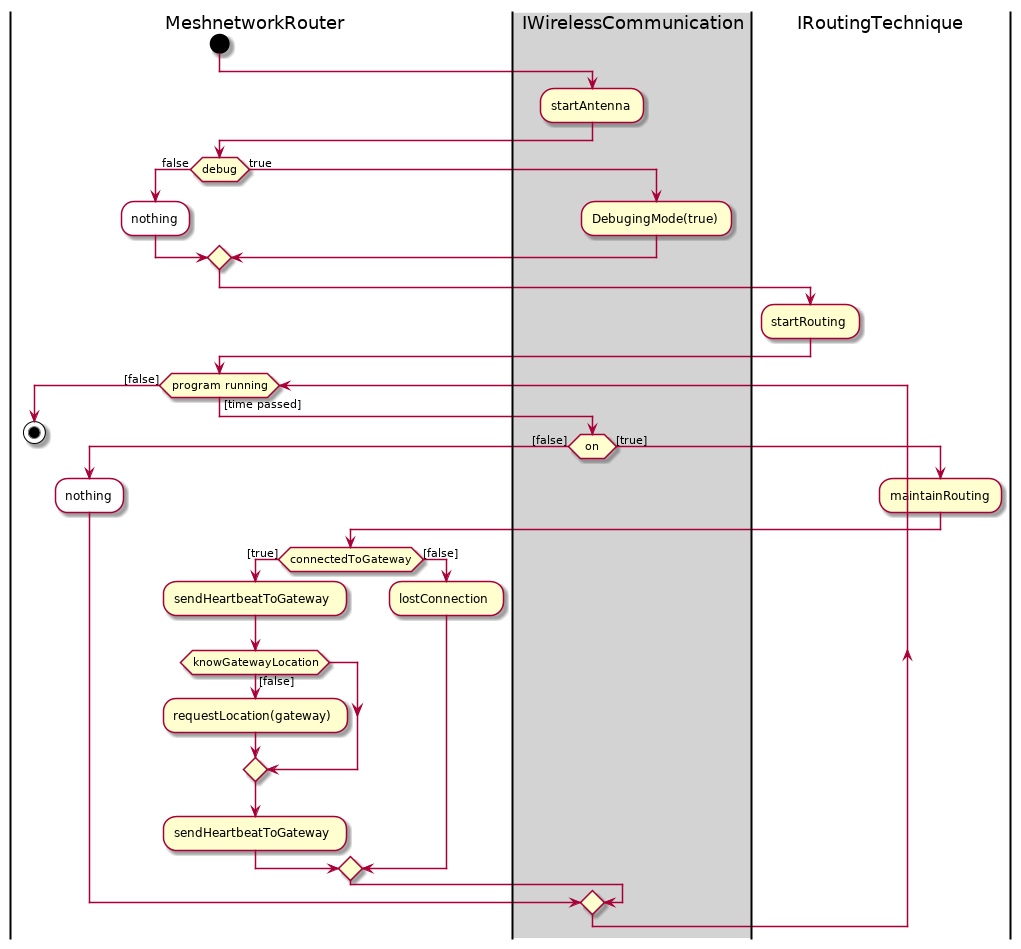 MeshnetworkRouter
IWirelessCommunication
IRoutingTechnique
startAntenna
false
debug
true
nothing
DebugingMode(true)
startRouting
[false]
program running
[time passed]
[false]
on
[true]
nothing
maintainRouting
[true]
connectedToGateway
[false]
sendHeartbeatToGateway
lostConnection
knowGatewayLocation
[false]
requestLocation(gateway)
sendHeartbeatToGateway